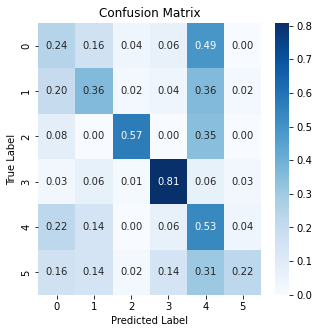 Confusion Matrix
0.8
0 0.24 0.16 0.04 0.06 0.49 0.00
0.7
1 0.20 0.36 0.02 0.04 0.36 0.02
0.6
2 0.08 0.00 0.57 0.00 0.35 0.00
0.5
0.4
3 0.03 0.06 0.01 0.81 0.06 0.03
0.3
4 0.22 0.14 0.00 0.06 0.53 0.04
0.2
5 0.16 0.14 0.02 0.14 0.31 0.22
0.1
0.0
0 1 2 3 4 5
True Label
Predicted Label